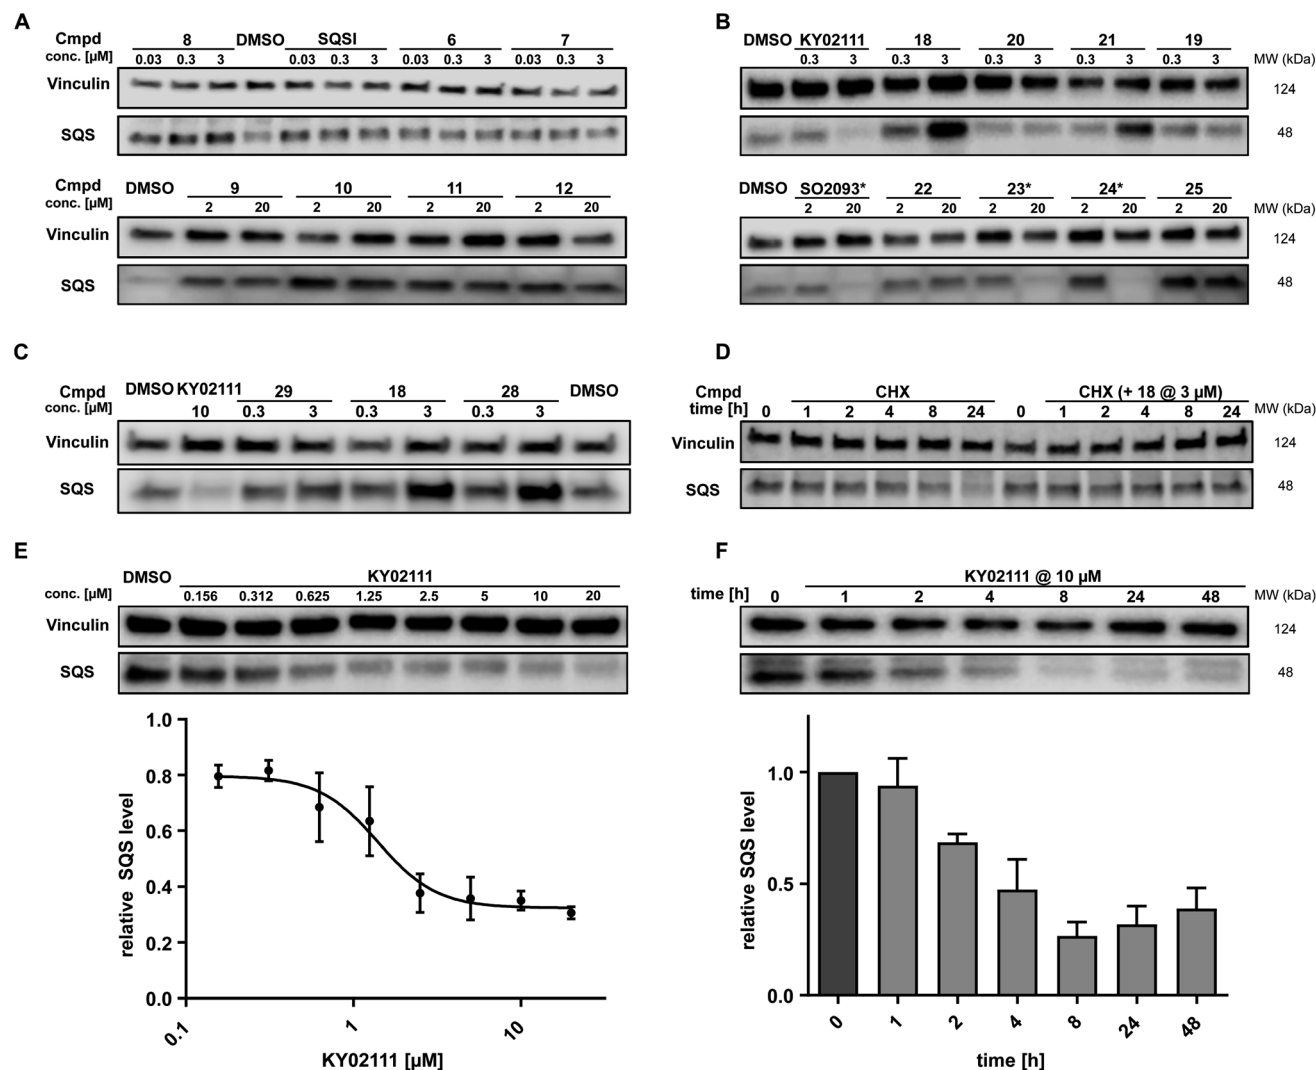 A
Cmpd 8 DMSO SQSI 6 7
conc. [µM] 0.03 0.3 3 0.03 0.3 3 0.03 0.3 3 0.03 0.3 3
Vinculin
SQS
Cmpd DMSO 9 10 11 12
conc. [µM] 2 20 2 20 2 20 2 20
Vinculin
SQS
B
DMSO KY02111 18 20 21 19
0.3 3 0.3 3 0.3 3 0.3 3 0.3 3 MW (kDa)
124
48
DMSO SO2093* 22 23* 24* 25
2 20 2 20 2 20 2 20 2 20 MW (kDa)
124
48
C
Cmpd DMSO KY02111 29 18 28 DMSO
conc. [µM] 10 0.3 3 0.3 3 0.3 3
Vinculin
SQS
D
Cmpd CHX CHX (+ 18 @ 3 µM)
time [h] 0 1 2 4 8 24 0 1 2 4 8 24 MW (kDa)
Vinculin 124
SQS 48
E
DMSO KY02111
conc. [µM] 0.156 0.312 0.625 1.25 2.5 5 10 20
Vinculin
SQS
relative SQS level
1.0
0.8
0.6
0.4
0.2
0.0
0.1 1 10
KY02111 [µM]
F
KY02111 @ 10 µM
time [h] 0 1 2 4 8 24 48 MW (kDa)
124
48
relative SQS level
1.0
0.5
0.0
0 1 2 4 8 24 48
time [h]